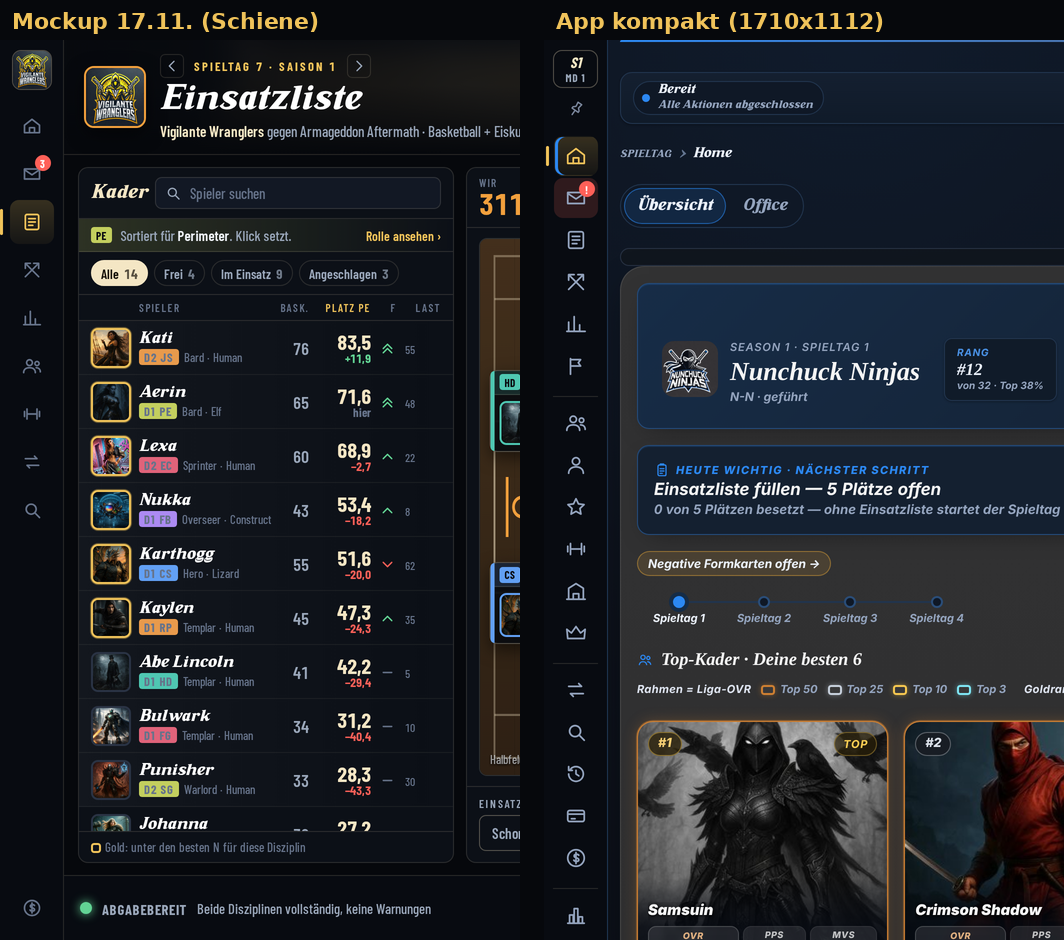 Mockup 17.11. (Schiene)
VIGILANTE WRANGLERS
3
SPIELTAG 7 · SAISON 1
Einsatzliste
Vigilante Wranglers gegen Armageddon Aftermath · Basketball + Eisku
Kader
Spieler suchen
PE Sortiert für Perimeter. Klick setzt. Rolle ansehen ›
Alle 14 Frei 4 Im Einsatz 9 Angeschlagen 3
SPIELER BASK. PLATZ PE F LAST
Kati 76 83,5 55
D2 JS Bard · Human +11,9
Aerin 65 71,6 48
D1 PE Bard · Elf hier
Lexa 60 68,9 22
D2 EC Sprinter · Human −2,7
Nukka 43 53,4 8
D1 FB Overseer · Construct −18,2
Karthogg 55 51,6 62
D1 CS Hero · Lizard −20,0
Kaylen 45 47,3 35
D1 RP Templar · Human −24,3
Abe Lincoln 41 42,2 5
D1 HD Templar · Human −29,4
Bulwark 34 31,2 10
D1 FG Templar · Human −40,4
Punisher 33 28,3 30
D2 SG Warlord · Human −43,3
Johanna 27,2
Gold: unter den besten N für diese Disziplin
WIR
311
HD
CS
Halbfel
EINSATZ
Schon
ABGABEBEREIT Beide Disziplinen vollständig, keine Warnungen
App kompakt (1710x1112)
S1
MD 1
!
Bereit
Alle Aktionen abgeschlossen
SPIELTAG › Home
Übersicht Office
NUNCHUCK NINJAS
SEASON 1 · SPIELTAG 1
Nunchuck Ninjas
N-N · geführt
RANG
#12
von 32 · Top 38%
HEUTE WICHTIG · NÄCHSTER SCHRITT
Einsatzliste füllen — 5 Plätze offen
0 von 5 Plätzen besetzt — ohne Einsatzliste startet der Spieltag
Negative Formkarten offen →
Spieltag 1 Spieltag 2 Spieltag 3 Spieltag 4
Top-Kader · Deine besten 6
Rahmen = Liga-OVR Top 50 Top 25 Top 10 Top 3 Goldra
#1 TOP
Samsuin
OVR PPS MVS
#2
Crimson Shadow
OVR PPS